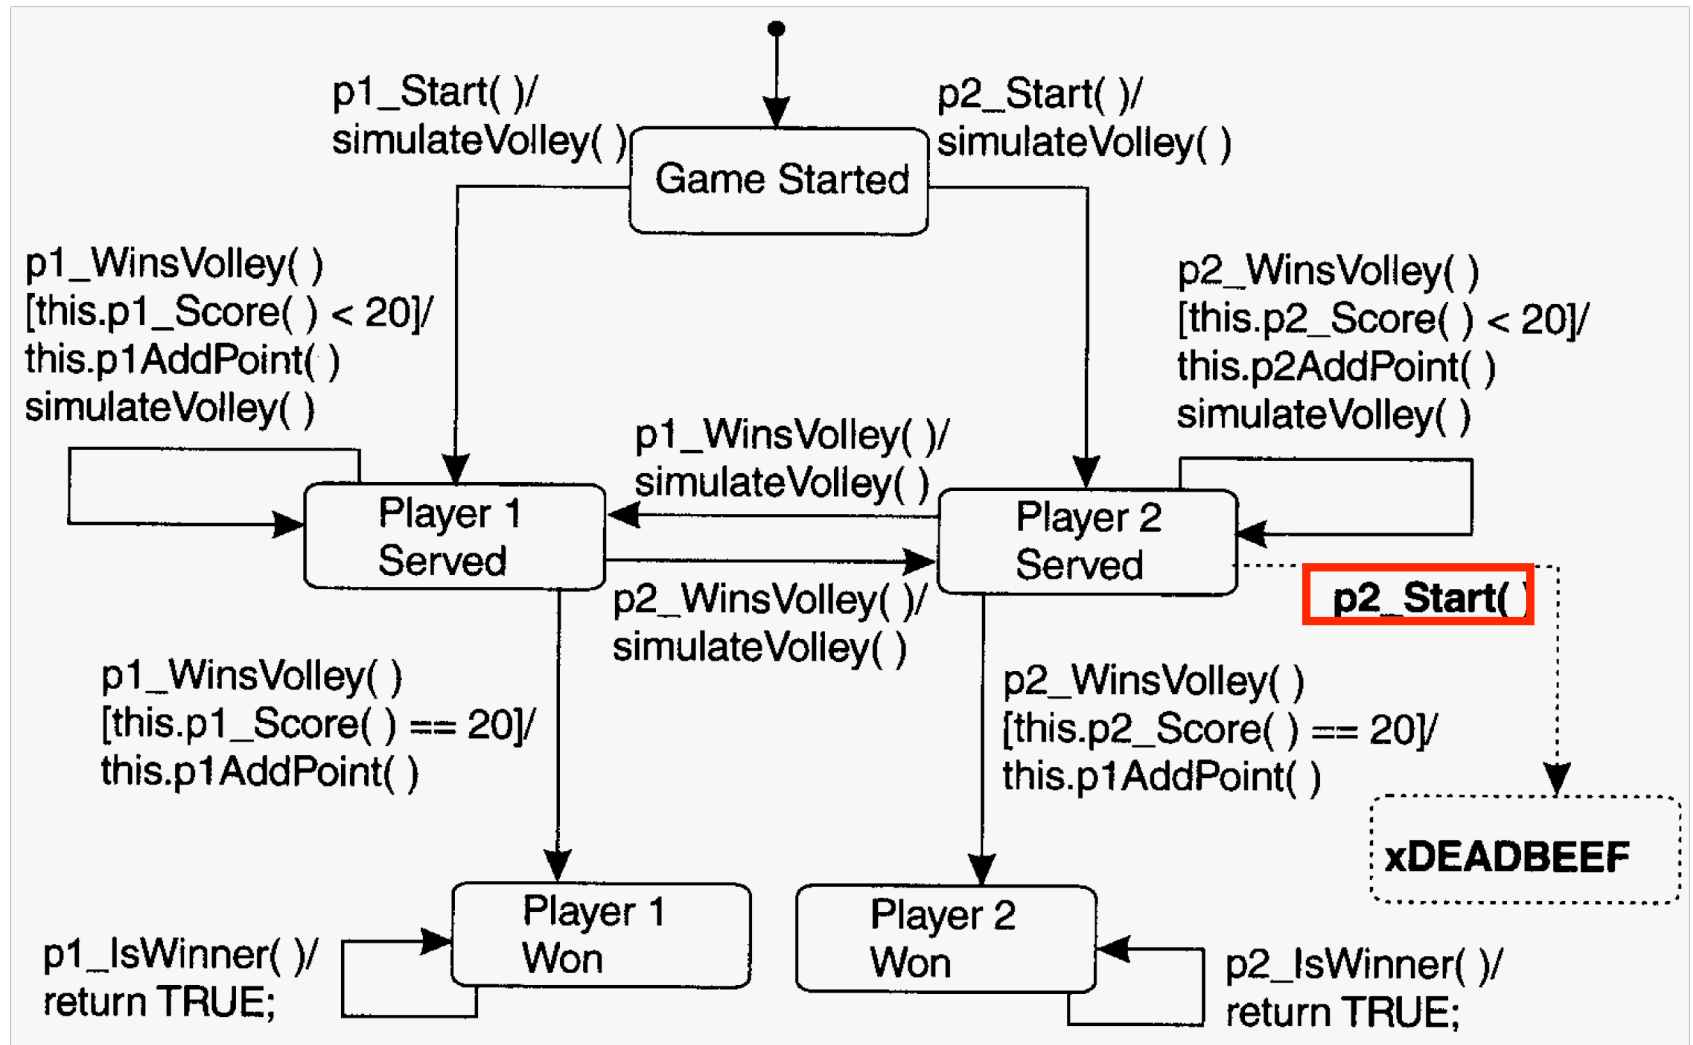 p1_Start( )/
simulateVolley( )
p2_Start( )/
simulateVolley( )
Game Started
p1_WinsVolley( )
[this.p1_Score( ) < 20]/
this.p1AddPoint( )
simulateVolley( )
p2_WinsVolley( )
[this.p2_Score( ) < 20]/
this.p2AddPoint( )
simulateVolley( )
p1_WinsVolley( )/
simulateVolley( )
Player 1
Served
Player 2
Served
p2_WinsVolley( )/
simulateVolley( )
p2_Start( )
p1_WinsVolley( )
[this.p1_Score( ) == 20]/
this.p1AddPoint( )
p2_WinsVolley( )
[this.p2_Score( ) == 20]/
this.p1AddPoint( )
xDEADBEEF
Player 1
Won
Player 2
Won
p1_IsWinner( )/
return TRUE;
p2_IsWinner( )/
return TRUE;